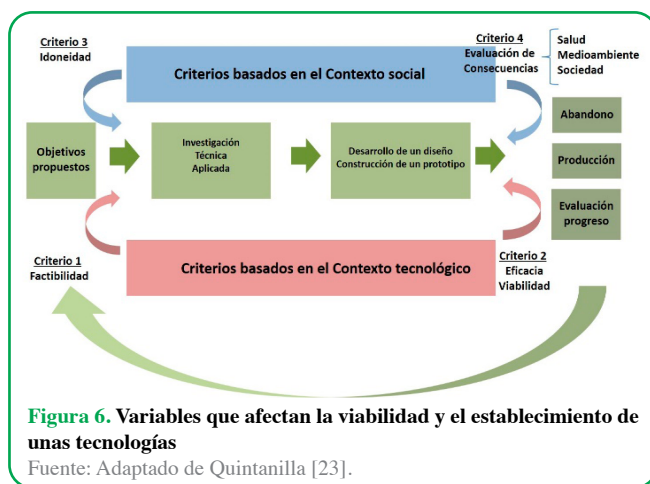 Criterio 3
Idoneidad
Criterios basados en el Contexto social
Criterio 4
Evaluación de
Consecuencias
Salud
Medioambiente
Sociedad
Objetivos
propuestos
Investigación
Técnica
Aplicada
Desarrollo de un diseño
Construcción de un prototipo
Abandono
Producción
Evaluación
progreso
Criterio 1
Factibilidad
Criterios basados en el Contexto tecnológico
Criterio 2
Eficacia
Viabilidad
Figura 6. Variables que afectan la viabilidad y el establecimiento de
unas tecnologías
Fuente: Adaptado de Quintanilla [23].